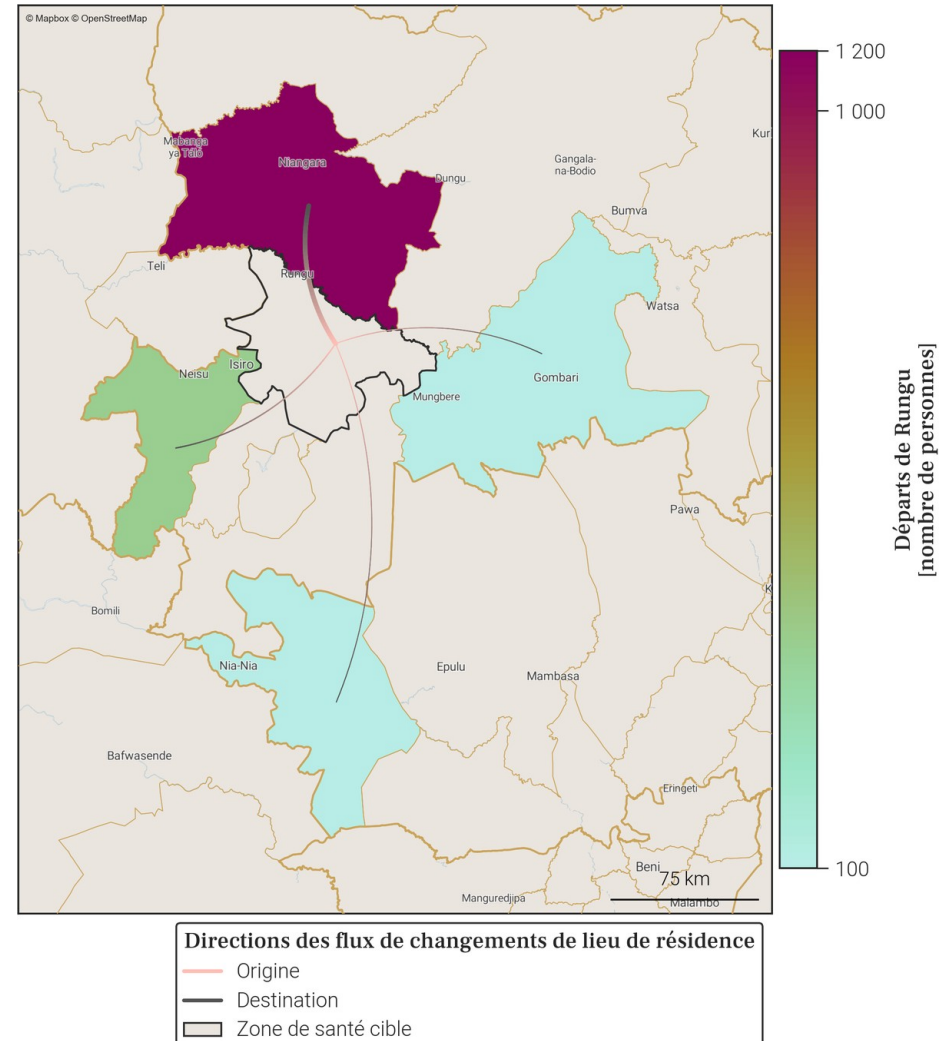 © Mapbox © OpenStreetMap
1 200
1 000
Kur
Mabanga
ya Talo
Niangara
Gangala-
na-Bodio
Dungu
Bumva
Teli
Rungu
Watsa
Isiro
Neisu
Gombari
Mungbere
Départs de Rungu
[nombre de personnes]
Pawa
K
Bomili
Nia-Nia
Epulu
Mambasa
Bafwasende
Eringeti
Beni
100
75 km
Manguredjipa
Malambo
Directions des flux de changements de lieu de résidence
Origine
Destination
Zone de santé cible